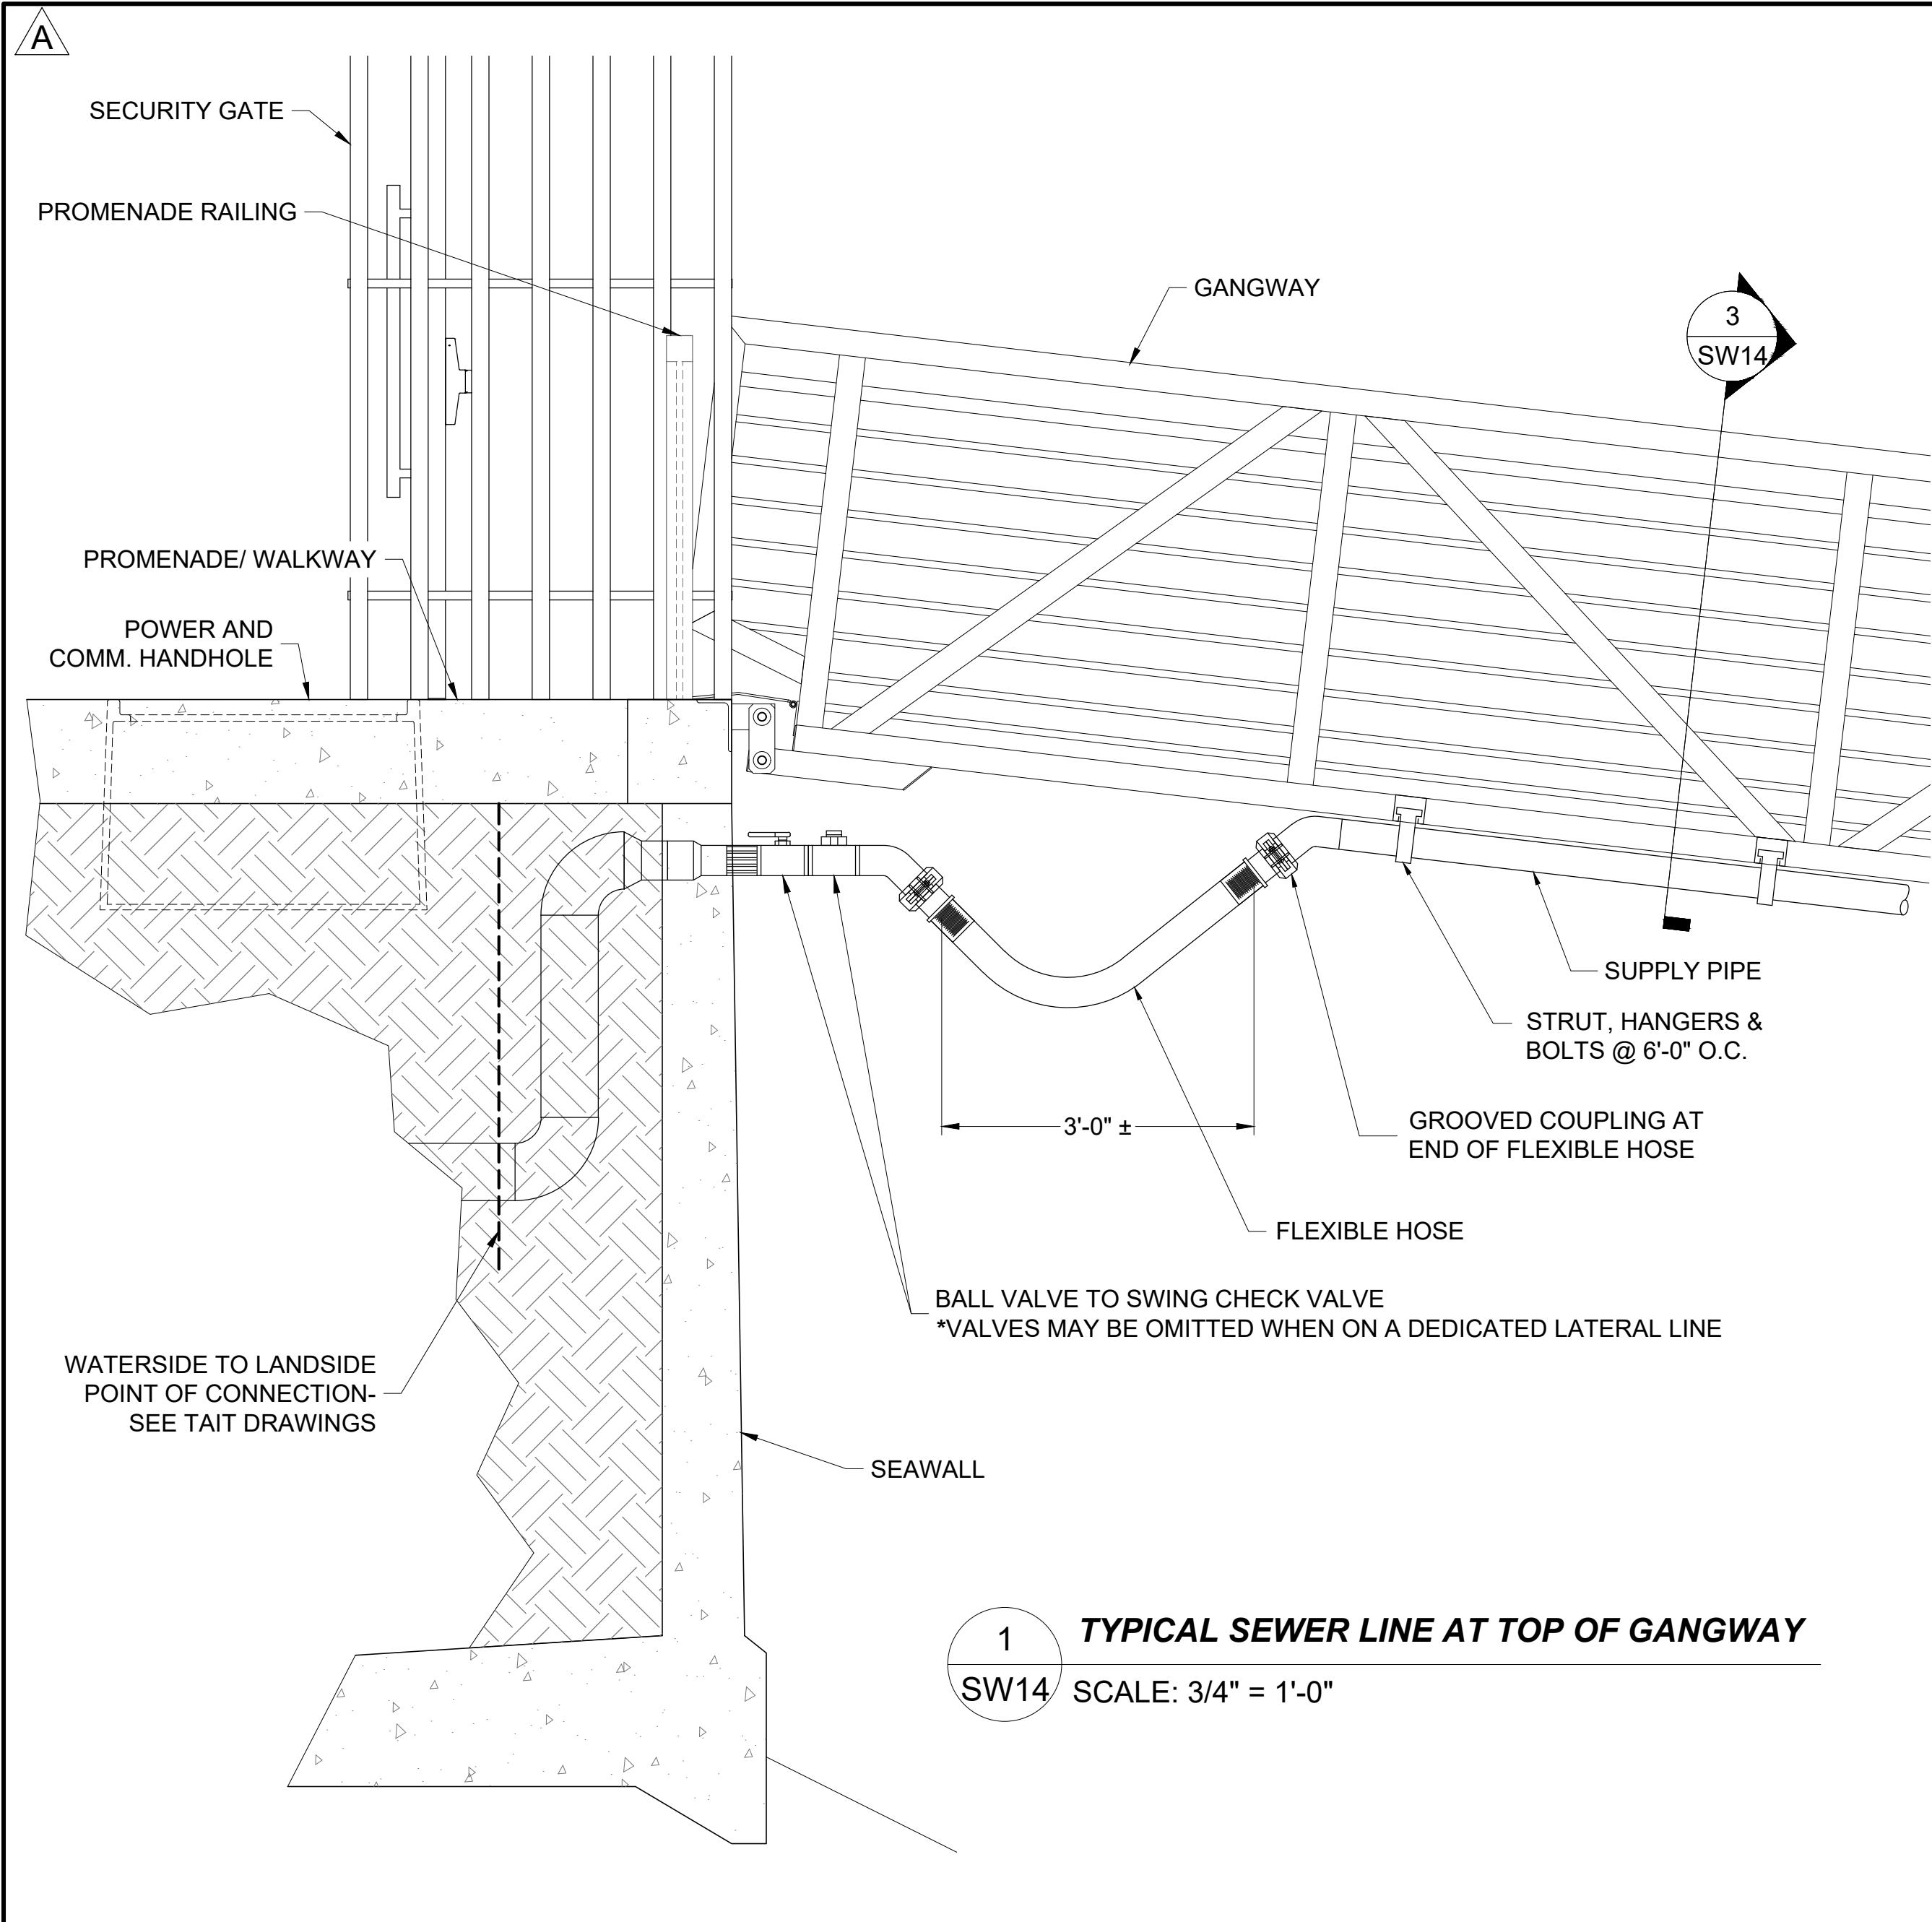 A
SECURITY GATE
PROMENADE RAILING
GANGWAY
3
SW14
PROMENADE/ WALKWAY
POWER AND
COMM. HANDHOLE
SUPPLY PIPE
STRUT, HANGERS &
BOLTS @ 6'-0" O.C.
3'-0" ±
GROOVED COUPLING AT
END OF FLEXIBLE HOSE
FLEXIBLE HOSE
BALL VALVE TO SWING CHECK VALVE
*VALVES MAY BE OMITTED WHEN ON A DEDICATED LATERAL LINE
WATERSIDE TO LANDSIDE
POINT OF CONNECTION-
SEE TAIT DRAWINGS
SEAWALL
1
SW14
TYPICAL SEWER LINE AT TOP OF GANGWAY
SCALE: 3/4" = 1'-0"